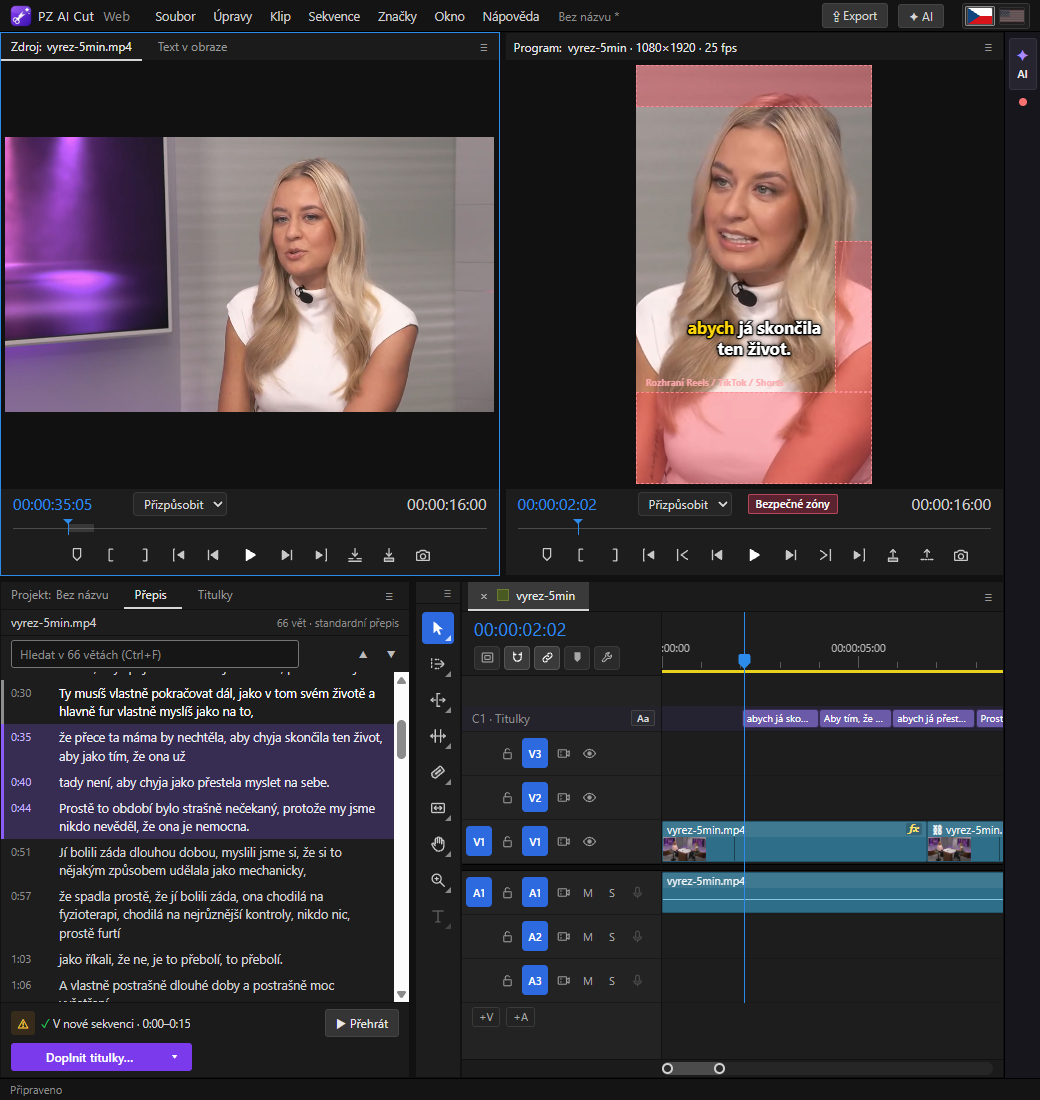 PZ AI Cut Web Soubor Úpravy Klip Sekvence Značky Okno Nápověda Bez názvu * Export AI
Zdroj: vyrez-5min.mp4 Text v obraze
Program: vyrez-5min · 1080×1920 · 25 fps
AI
abych já skončila
ten život.
Rozhraní Reels / TikTok / Shorts
00:00:35:05 Přizpůsobit 00:00:16:00
00:00:02:02 Přizpůsobit Bezpečné zóny 00:00:16:00
Projekt: Bez názvu Přepis Titulky
vyrez-5min.mp4 66 vět · standardní přepis
Hledat v 66 větách (Ctrl+F)
0:30 Ty musíš vlastně pokračovat dál, jako v tom svém životě a
hlavně fur vlastně myslíš jako na to,
0:35 že přece ta máma by nechtěla, aby chyja skončila ten život,
aby jako tím, že ona už
0:40 tady není, aby chyja jako přestela myslet na sebe.
0:44 Prostě to období bylo strašně nečekaný, protože my jsme
nikdo nevěděl, že ona je nemocna.
0:51 Jí bolili záda dlouhou dobou, myslili jsme si, že si to
nějakým způsobem udělala jako mechanicky,
0:57 že spadla prostě, že jí bolili záda, ona chodila na
fyzioterapi, chodilá na nejrůznější kontroly, nikdo nic,
prostě furtí
1:03 jako říkali, že ne, je to přebolí, to přebolí.
1:06 A vlastně postrašně dlouhé doby a postrašně moc
V nové sekvenci · 0:00–0:15 Přehrát
Doplnit titulky...
vyrez-5min
00:00:02:02
:00:00 00:00:05:00
C1 · Titulky Aa abych já sko... Aby tím, že ... abych já přest... Prost
V3
V2
V1 V1 vyrez-5min.mp4 fx vyrez-5min.
A1 A1 M S vyrez-5min.mp4
A2 M S
A3 M S
+V +A
Připraveno